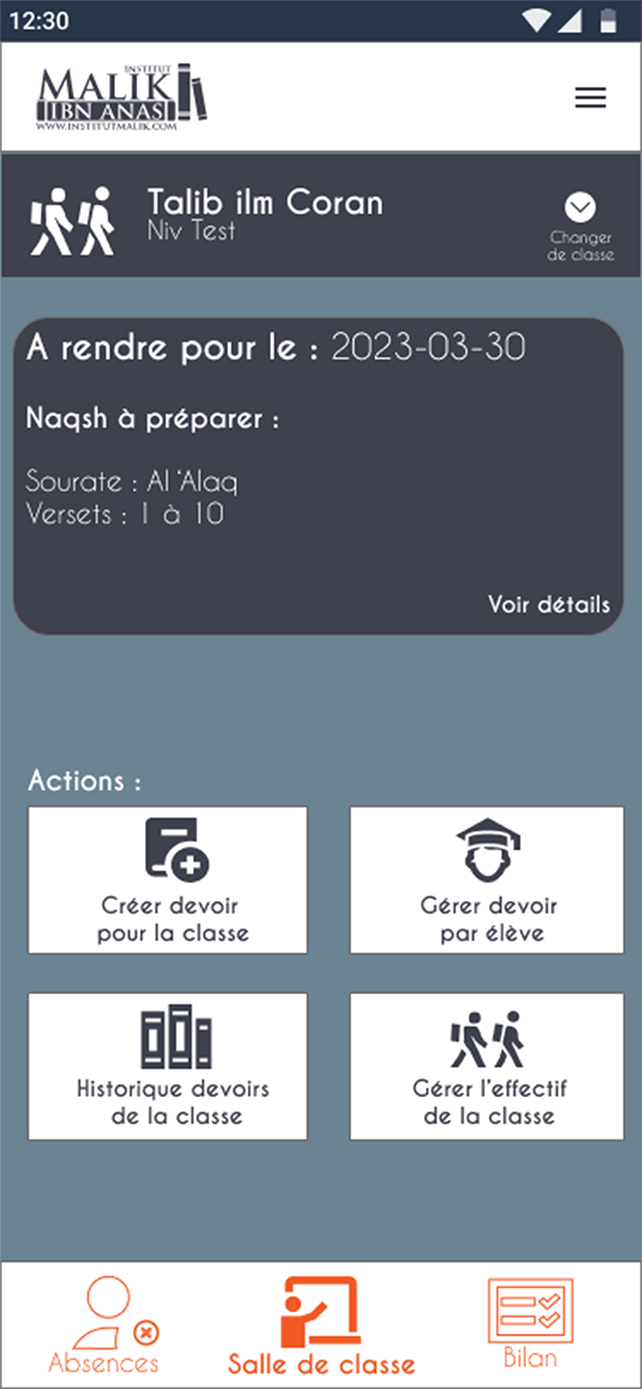 12:30
INSTITUT
MALIK
IBN ANAS
WWW.INSTITUTMALIK.COM
Talib ilm Coran
Niv Test
Changer
de classe
A rendre pour le : 2023-03-30
Naqsh à préparer :
Sourate : Al ‘Alaq
Versets : 1 à 10
Voir détails
Actions :
Créer devoir
pour la classe
Gérer devoir
par élève
Historique devoirs
de la classe
Gérer l'effectif
de la classe
Absences
Salle de classe
Bilan